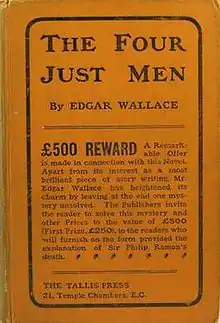 THE FOUR
JUST MEN
By EDGAR WALLACE
£500 REWARD A Remark-
able Offer
is made in connection with this Novel.
Apart from its interest as a most
brilliant piece of story writing Mr.
Edgar Wallace has heightened its
charm by leaving at the end one mys-
tery unsolved. The Publishers invite
the reader to solve this mystery and
offer Prizes to the value of £500
(First Prize, £250), to the readers who
will furnish on the form provided the
explanation of Sir Philip Ramon's
death.
THE TALLIS PRESS
21, Temple Chambers, E.C.